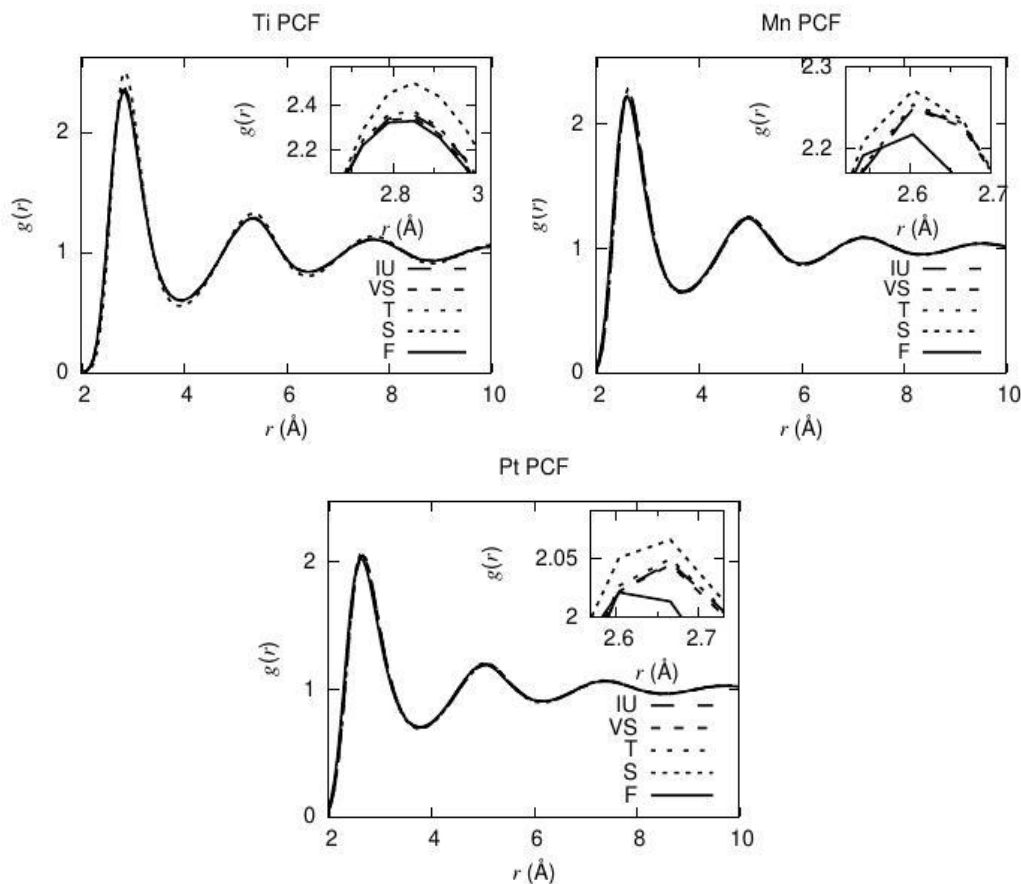 Ti PCF
g(r)
0
1
2
2
4
6
8
10
r (Å)
g(r)
2.4
2.2
2.8
3
r (Å)
IU
VS
T
S
F
Mn PCF
g(r)
0
1
2
2
4
6
8
10
r (Å)
g(r)
2.3
2.2
2.6
2.7
r (Å)
IU
VS
T
S
F
Pt PCF
g(r)
0
1
2
2
4
6
8
10
r (Å)
g(r)
2.05
2
2.6
2.7
r (Å)
IU
VS
T
S
F